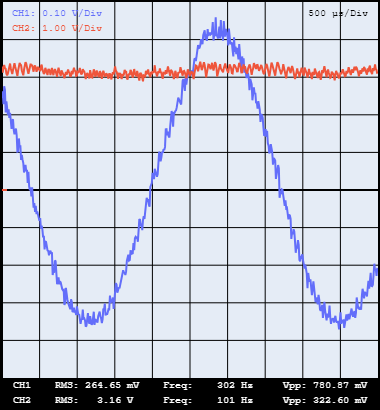 CH1: 0.10 V/Div 500 µs/Div
CH2: 1.00 V/Div
CH1 RMS: 264.65 mV Freq: 302 Hz Vpp: 780.87 mV
CH2 RMS: 3.16 V Freq: 101 Hz Vpp: 322.60 mV